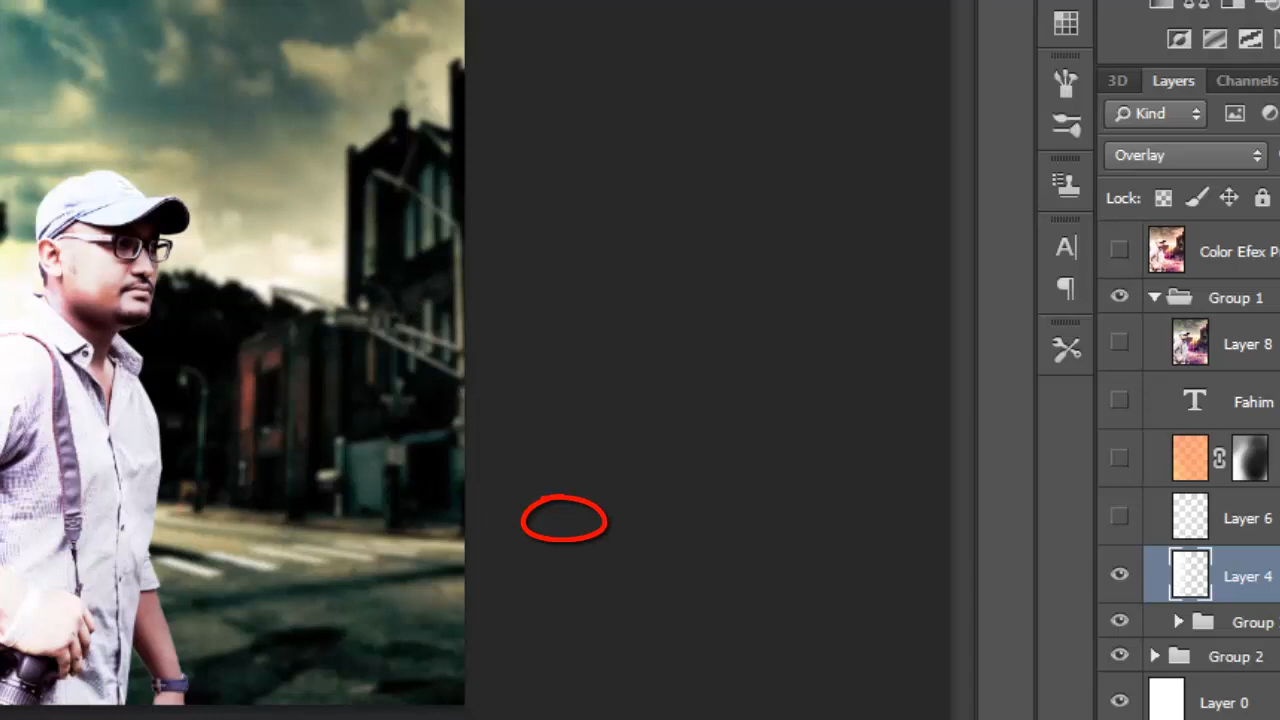 3D Layers Channels
Kind
Overlay
Lock:
A
Color Efex P
Group 1
Layer 8
T Fahim
Layer 6
Layer 4
Group
Group 2
Layer 0